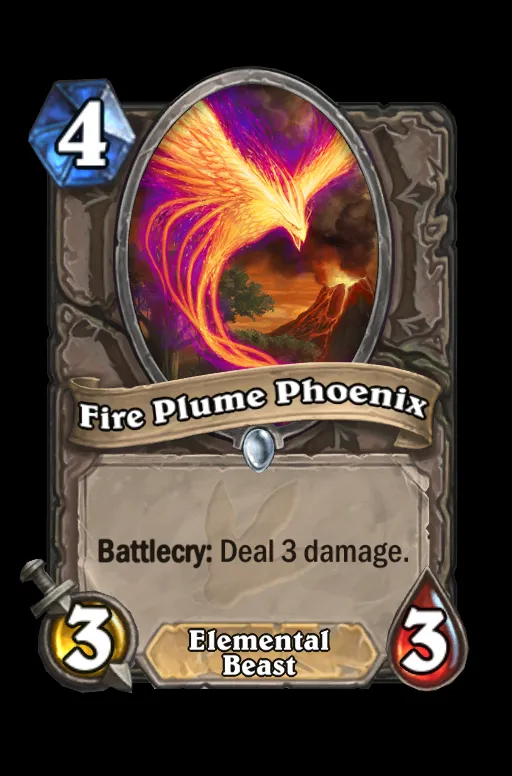 4
Fire Plume Phoenix
Battlecry: Deal 3 damage.
3
Elemental
Beast
3